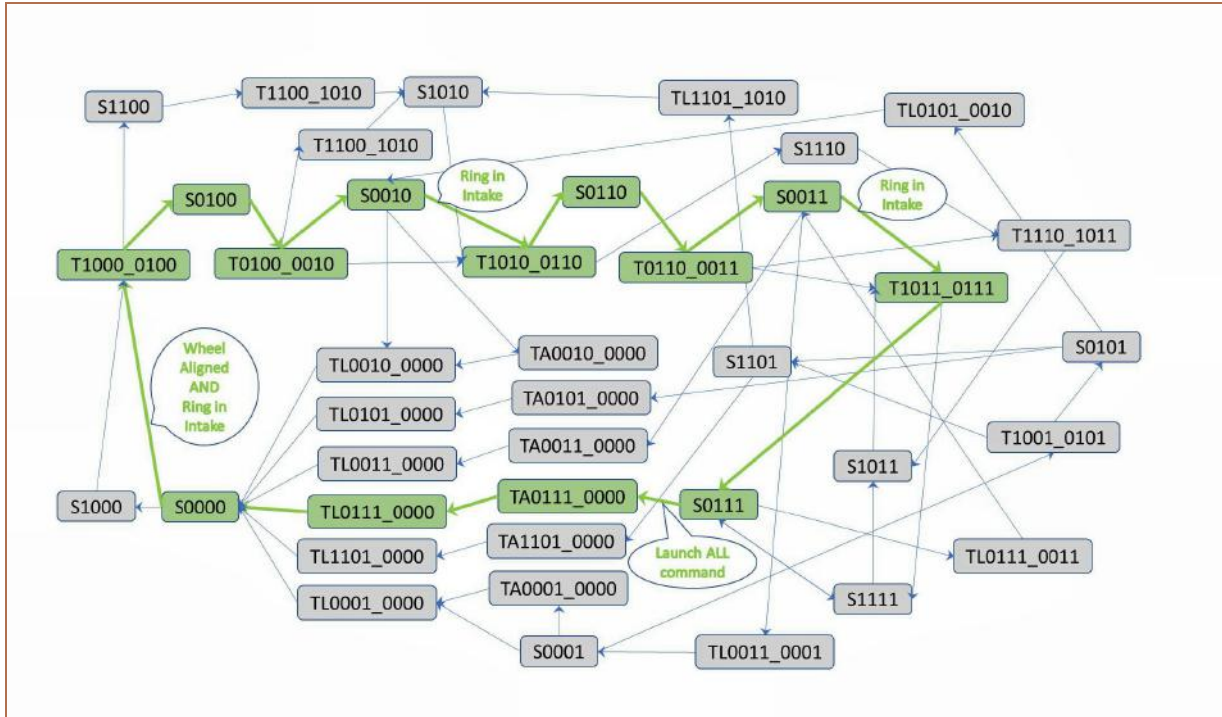 S1100
T1100_1010
S1010
TL1101_1010
TL0101_0010
T1100_1010
S1110
S0100
S0010
Ring in
Intake
S0110
S0011
Ring in
Intake
T1110_1011
T1000_0100
T0100_0010
T1010_0110
T0110_0011
T1011_0111
Wheel
Aligned
AND
Ring in
Intake
TL0010_0000
TA0010_0000
S1101
S0101
TL0101_0000
TA0101_0000
TL0011_0000
TA0011_0000
T1001_0101
S1011
S1000
S0000
TL0111_0000
TA0111_0000
S0111
TL1101_0000
TA1101_0000
Launch ALL
command
TL0111_0011
TL0001_0000
TA0001_0000
S1111
S0001
TL0011_0001